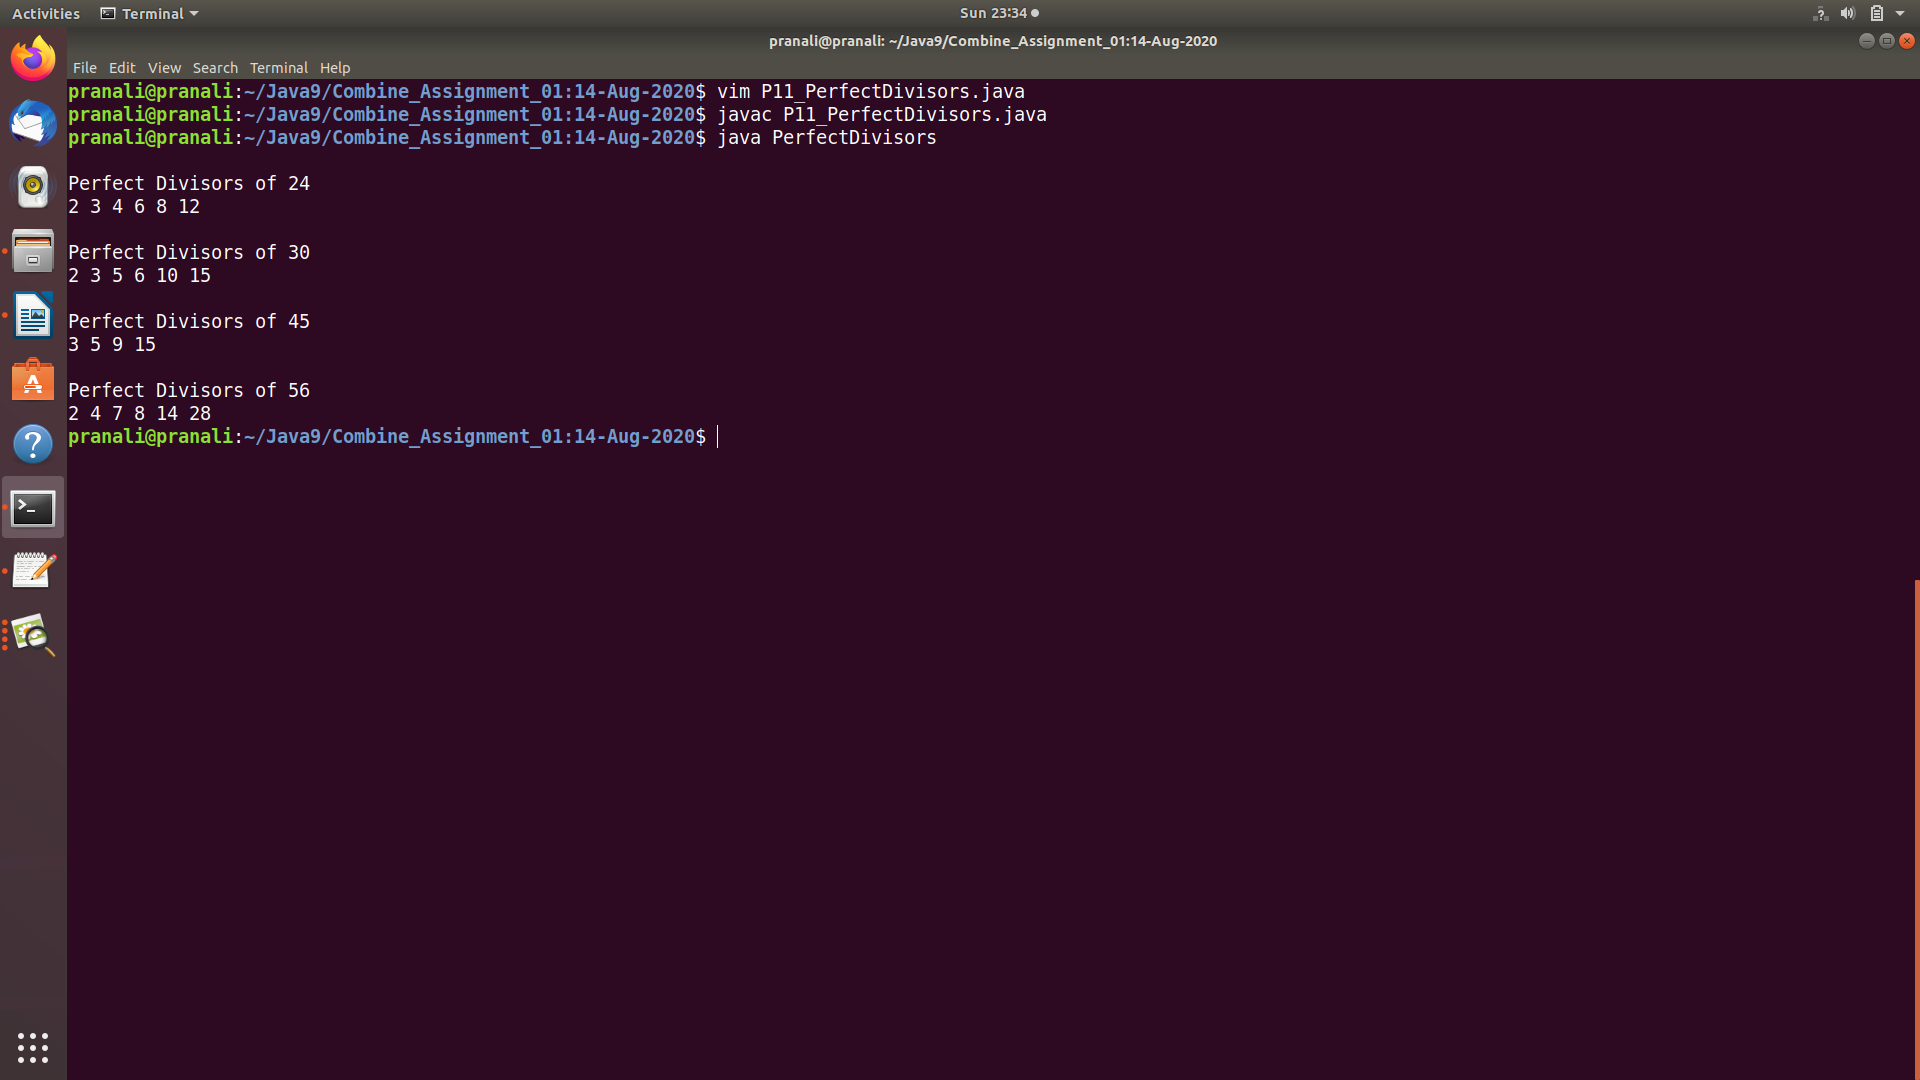 Activities Terminal Sun 23:34
pranali@pranali: ~/Java9/Combine_Assignment_01:14-Aug-2020
File Edit View Search Terminal Help
pranali@pranali:~/Java9/Combine_Assignment_01:14-Aug-2020$ vim P11_PerfectDivisors.java
pranali@pranali:~/Java9/Combine_Assignment_01:14-Aug-2020$ javac P11_PerfectDivisors.java
pranali@pranali:~/Java9/Combine_Assignment_01:14-Aug-2020$ java PerfectDivisors
Perfect Divisors of 24
2 3 4 6 8 12
Perfect Divisors of 30
2 3 5 6 10 15
Perfect Divisors of 45
3 5 9 15
Perfect Divisors of 56
2 4 7 8 14 28
pranali@pranali:~/Java9/Combine_Assignment_01:14-Aug-2020$